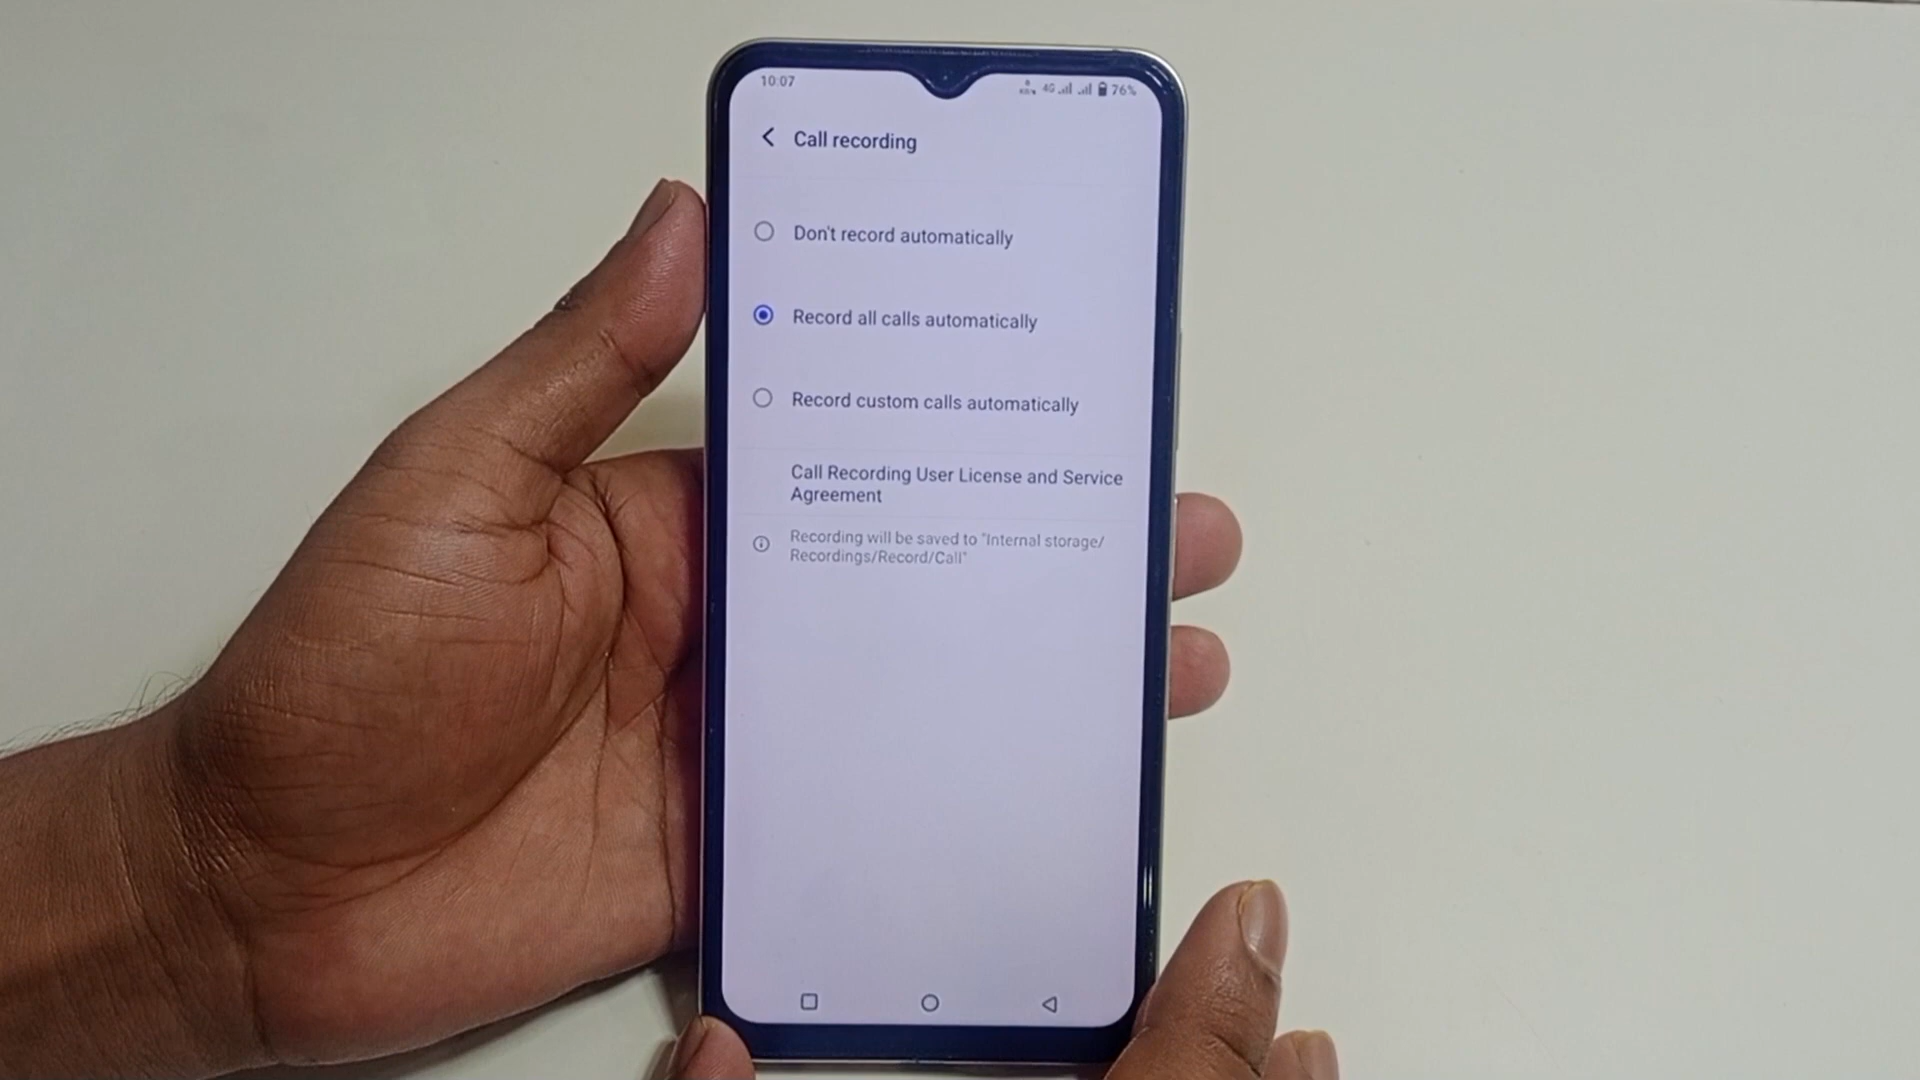 10:07
4G 76%
Call recording
Don't record automatically
Record all calls automatically
Record custom calls automatically
Call Recording User License and Service
Agreement
Recording will be saved to "Internal storage/
Recordings/Record/Call"